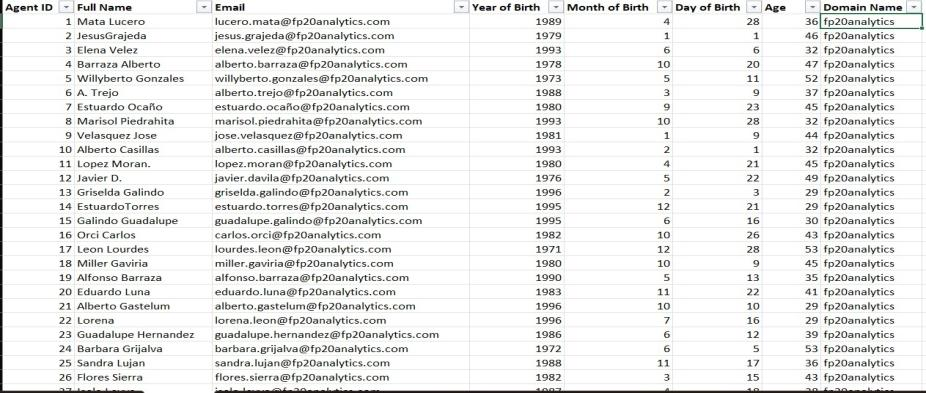 Agent ID Full Name Email Year of Birth Month of Birth Day of Birth Age Domain Name
1 Mata Lucero lucero.mata@fp20analytics.com 1989 4 28 36 fp20analytics
2 JesusGrajeda jesus.grajeda@fp20analytics.com 1979 1 1 46 fp20analytics
3 Elena Velez elena.velez@fp20analytics.com 1993 6 6 32 fp20analytics
4 Barraza Alberto alberto.barraza@fp20analytics.com 1978 10 20 47 fp20analytics
5 Willyberto Gonzales willyberto.gonzales@fp20analytics.com 1973 5 11 52 fp20analytics
6 A. Trejo alberto.trejo@fp20analytics.com 1988 3 9 37 fp20analytics
7 Estuardo Ocaño estuardo.ocaño@fp20analytics.com 1980 9 23 45 fp20analytics
8 Marisol Piedrahita marisol.piedrahita@fp20analytics.com 1993 10 28 32 fp20analytics
9 Velasquez Jose jose.velasquez@fp20analytics.com 1981 1 9 44 fp20analytics
10 Alberto Casillas alberto.casillas@fp20analytics.com 1993 2 1 32 fp20analytics
11 Lopez Moran. lopez.moran@fp20analytics.com 1980 4 21 45 fp20analytics
12 Javier D. javier.davila@fp20analytics.com 1976 5 22 49 fp20analytics
13 Griselda Galindo griselda.galindo@fp20analytics.com 1996 2 3 29 fp20analytics
14 EstuardoTorres estuardo.torres@fp20analytics.com 1995 12 21 29 fp20analytics
15 Galindo Guadalupe guadalupe.galindo@fp20analytics.com 1995 6 16 30 fp20analytics
16 Orci Carlos carlos.orci@fp20analytics.com 1982 10 26 43 fp20analytics
17 Leon Lourdes lourdes.leon@fp20analytics.com 1971 12 28 53 fp20analytics
18 Miller Gaviria miller.gaviria@fp20analytics.com 1980 10 9 45 fp20analytics
19 Alfonso Barraza alfonso.barraza@fp20analytics.com 1990 5 13 35 fp20analytics
20 Eduardo Luna eduardo.luna@fp20analytics.com 1983 11 22 41 fp20analytics
21 Alberto Gastelum alberto.gastelum@fp20analytics.com 1996 10 10 29 fp20analytics
22 Lorena lorena.leon@fp20analytics.com 1996 7 16 29 fp20analytics
23 Guadalupe Hernandez guadalupe.hernandez@fp20analytics.com 1986 6 12 39 fp20analytics
24 Barbara Grijalva barbara.grijalva@fp20analytics.com 1972 6 5 53 fp20analytics
25 Sandra Lujan sandra.lujan@fp20analytics.com 1988 11 17 36 fp20analytics
26 Flores Sierra flores.sierra@fp20analytics.com 1982 3 15 43 fp20analytics